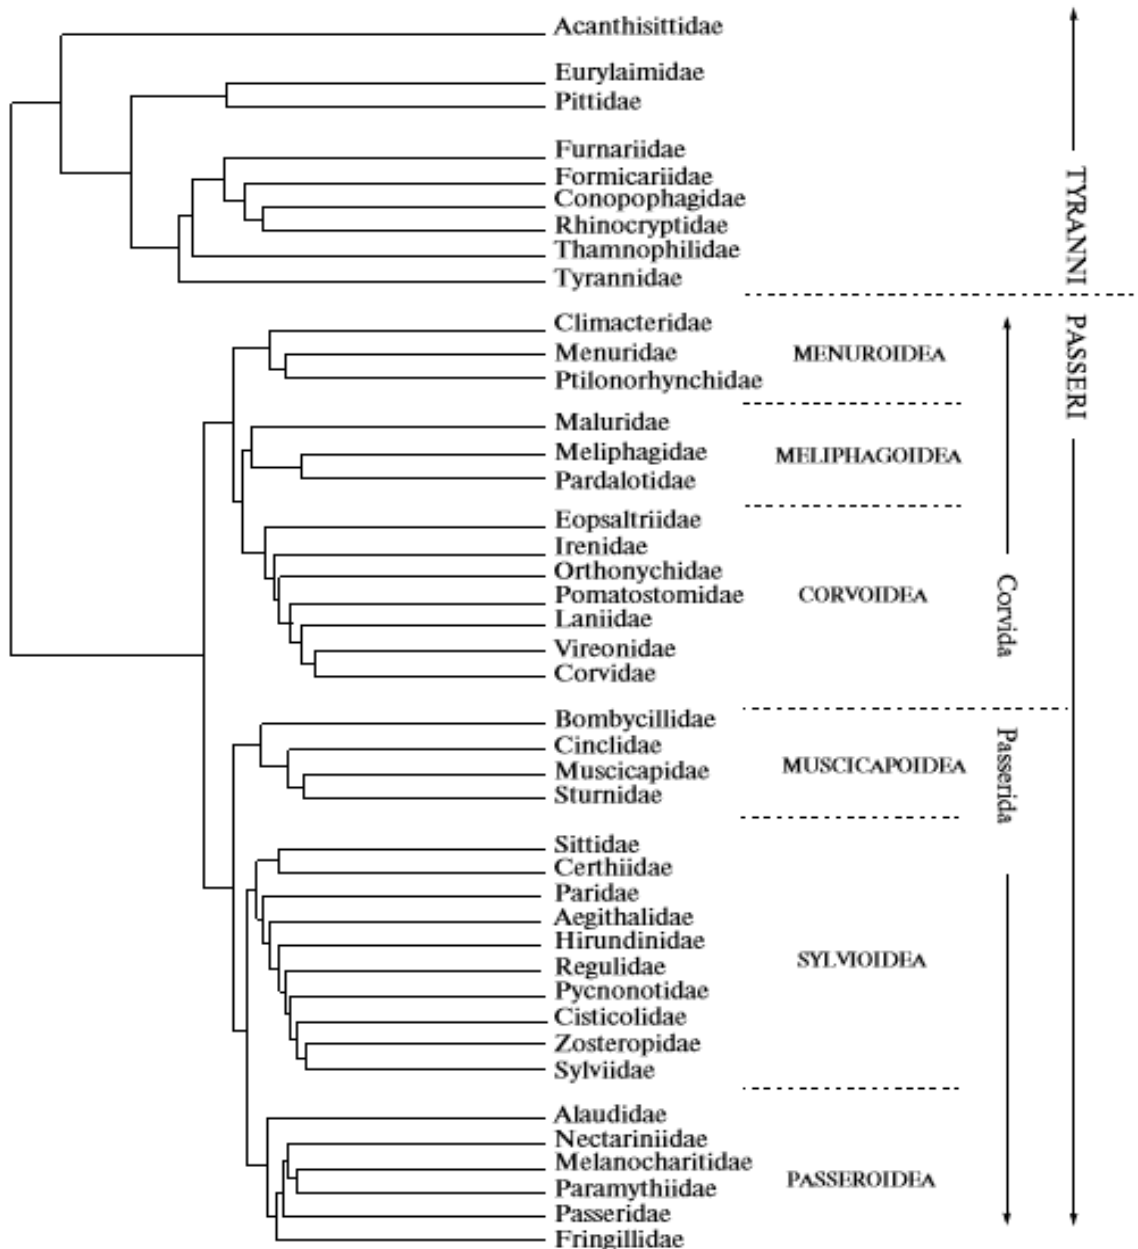 Acanthisittidae
Eurylaimidae
Pittidae
Furnariidae
Formicariidae
Conopophagidae
Rhinocryptidae
Thamnophilidae
Tyrannidae
TYRANNI
Climacteridae
Menuridae
Ptilonorhynchidae
MENUROIDEA
PASSERI
Maluridae
Meliphagidae
Pardalotidae
MELIPHAGOIDEA
Eopsaltriidae
Irenidae
Orthonychidae
Pomatostomidae
Laniidae
Vireonidae
Corvidae
CORVOIDEA
Corvida
Bombycillidae
Cinclidae
Muscicapidae
Sturnidae
MUSCICAPOIDEA
Passerida
Sittidae
Certhiidae
Paridae
Aegithalidae
Hirundinidae
Regulidae
Pycnonotidae
Cisticolidae
Zosteropidae
Sylviidae
SYLVIOIDEA
Alaudidae
Nectariniidae
Melanocharitidae
Paramythiidae
Passeridae
Fringillidae
PASSEROIDEA